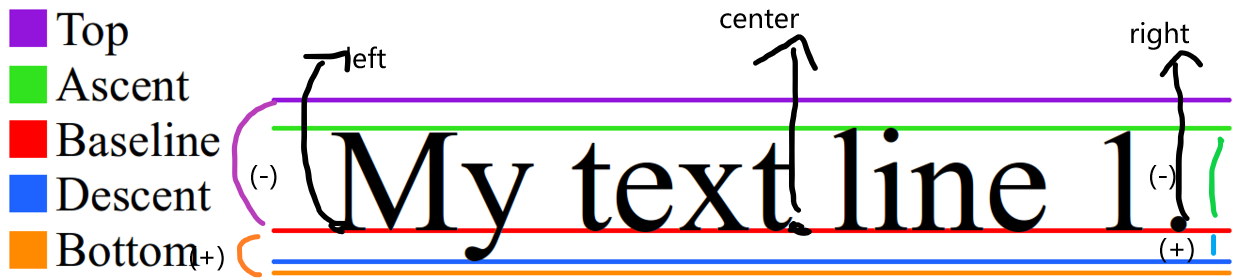 Top
Ascent
Baseline
Descent
Bottom
left
center
right
(-)
My text line 1.
(-)
(+)
(+)